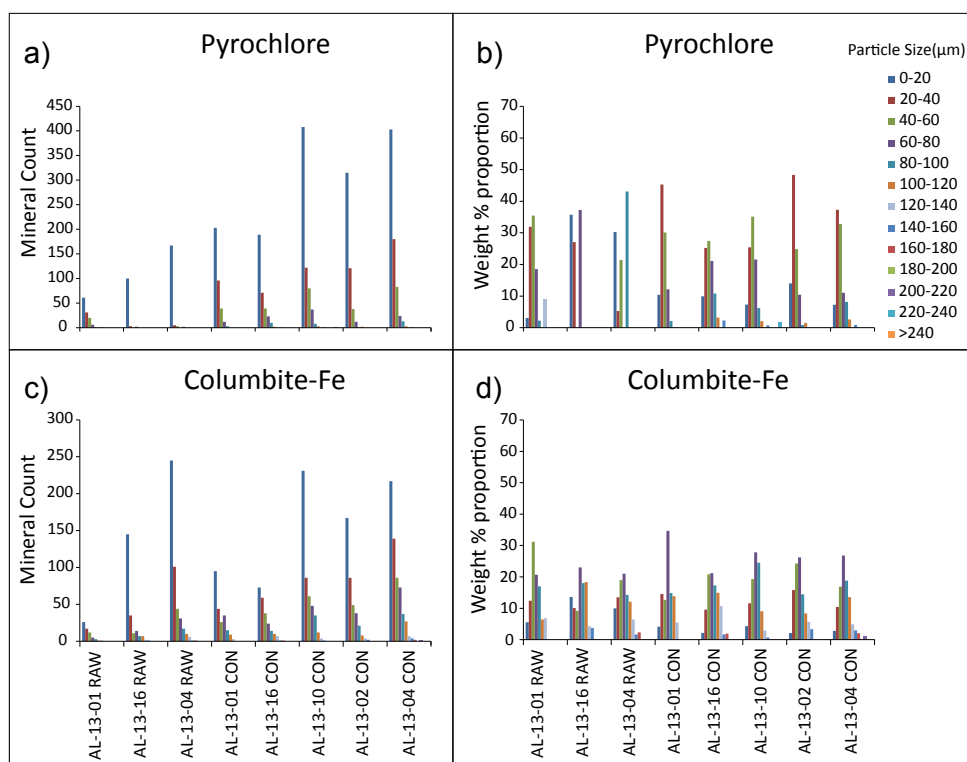 a)
Pyrochlore
450
400
350
300
250
200
150
100
50
0
Mineral Count
b)
Pyrochlore
70
60
50
40
30
20
10
0
Weight % proportion
Particle Size(µm)
0-20
20-40
40-60
60-80
80-100
100-120
120-140
140-160
160-180
180-200
200-220
220-240
>240
c)
Columbite-Fe
300
250
200
150
100
50
0
Mineral Count
AL-13-01 RAW
AL-13-16 RAW
AL-13-04 RAW
AL-13-01 CON
AL-13-16 CON
AL-13-10 CON
AL-13-02 CON
AL-13-04 CON
d)
Columbite-Fe
70
60
50
40
30
20
10
0
Weight % proportion
AL-13-01 RAW
AL-13-16 RAW
AL-13-04 RAW
AL-13-01 CON
AL-13-16 CON
AL-13-10 CON
AL-13-02 CON
AL-13-04 CON